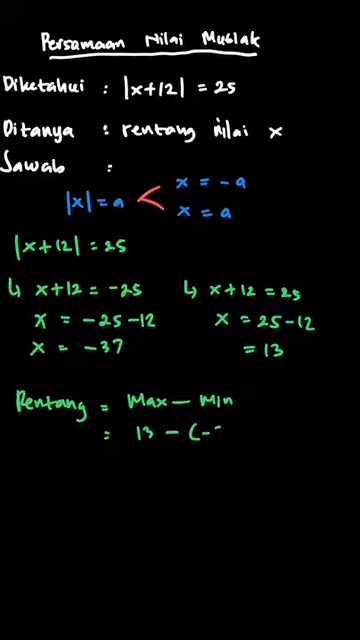 Persamaan Nilai Mutlak
Diketahui : |x+12| = 25
Ditanya : rentang nilai x
Jawab :
|x| = a < x = -a
x = a
|x+12| = 25
↳ x+12 = -25
x = -25-12
x = -37
↳ x+12 = 25
x = 25-12
= 13
Rentang = Max - Min
= 13 - (-